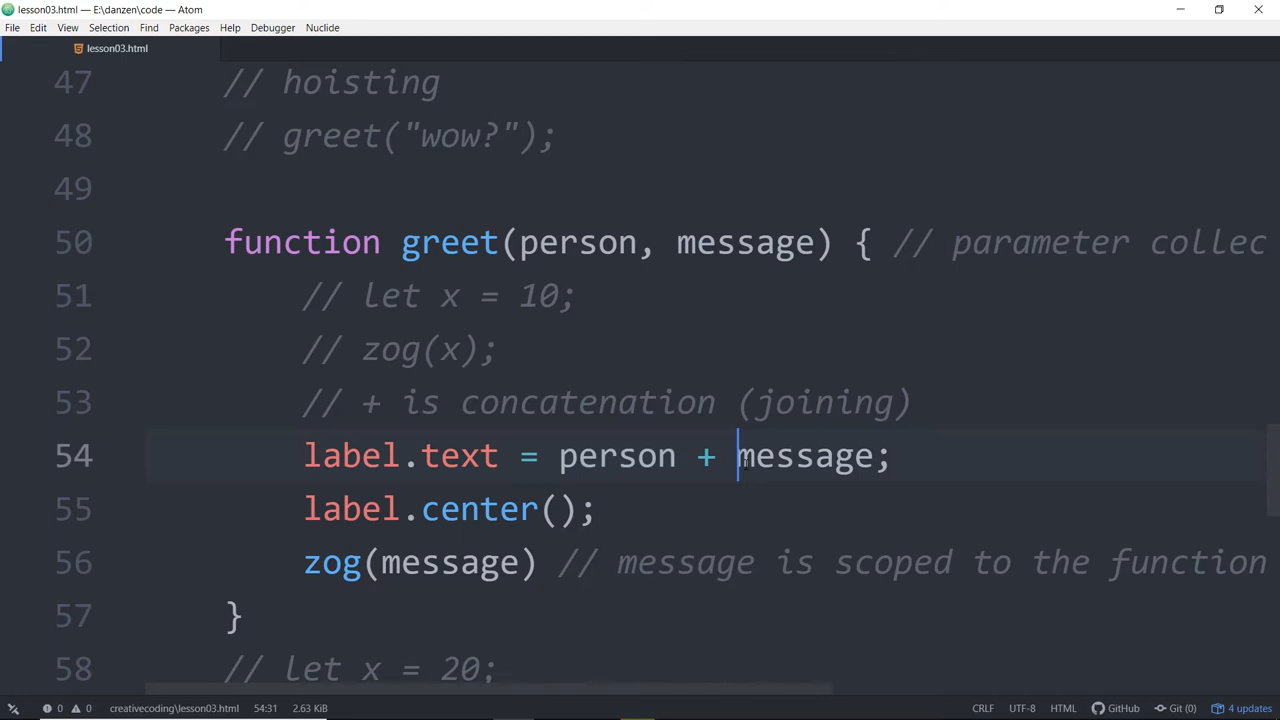 lesson03.html — E:\danzen\code — Atom
File Edit View Selection Find Packages Help Debugger Nuclide
lesson03.html
47 // hoisting
48 // greet("wow?");
49
50 function greet(person, message) { // parameter collec
51 // let x = 10;
52 // zog(x);
53 // + is concatenation (joining)
54 label.text = person + message;
55 label.center();
56 zog(message) // message is scoped to the function
57 }
58 // let x = 20;
0 0 creativecoding\lesson03.html 54:31 2.63 KiB CRLF UTF-8 HTML GitHub Git (0) 4 updates